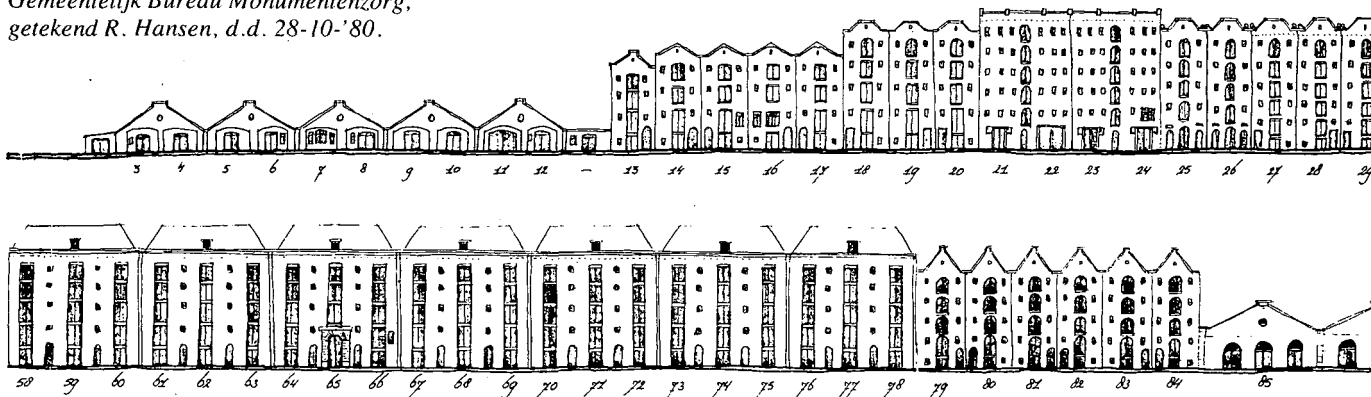 Gemeentelijk Bureau Monumentenzorg,
getekend R. Hansen, d.d. 28-10-'80.
3 4 5 6 7 8 9 10 11 12 – 13 14 15 16 17 18 19 20 21 22 23 24 25 26 27 28 29
58 59 60 61 62 63 64 65 66 67 68 69 70 71 72 73 74 75 76 77 78 79 80 81 82 83 84 85